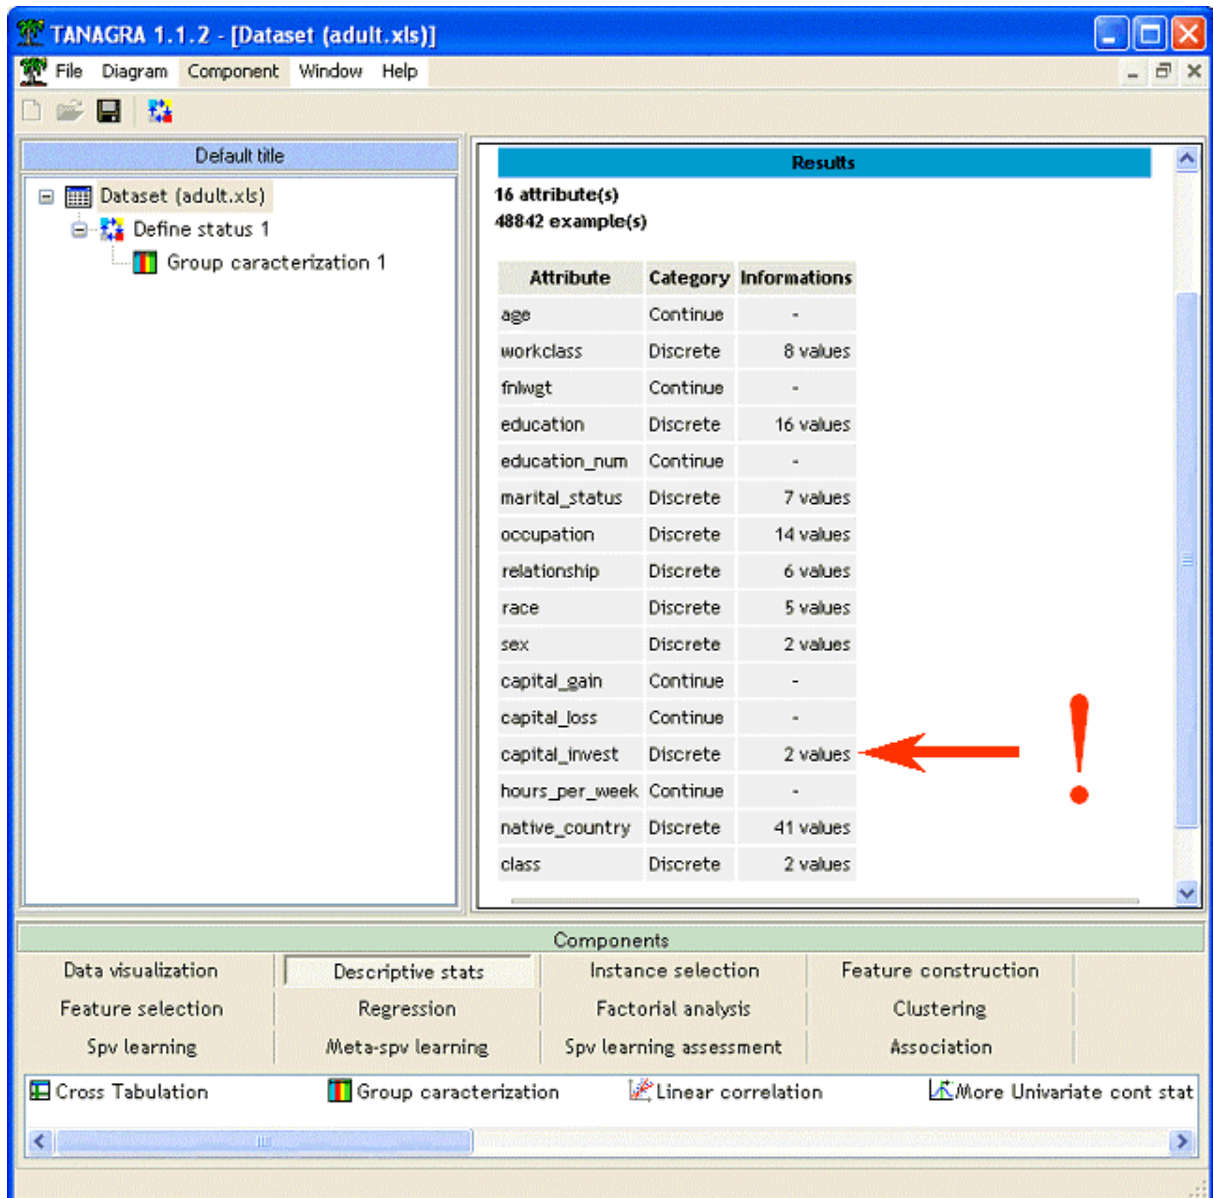 TANAGRA 1.1.2 - [Dataset (adult.xls)]
File Diagram Component Window Help
Default title
Dataset (adult.xls)
Define status 1
Group caracterization 1
Results
16 attribute(s)
48842 example(s)
Attribute Category Informations
age Continue -
workclass Discrete 8 values
fnlwgt Continue -
education Discrete 16 values
education_num Continue -
marital_status Discrete 7 values
occupation Discrete 14 values
relationship Discrete 6 values
race Discrete 5 values
sex Discrete 2 values
capital_gain Continue -
capital_loss Continue -
capital_invest Discrete 2 values !
hours_per_week Continue -
native_country Discrete 41 values
class Discrete 2 values
Components
Data visualization Descriptive stats Instance selection Feature construction
Feature selection Regression Factorial analysis Clustering
Spv learning Meta-spv learning Spv learning assessment Association
Cross Tabulation Group caracterization Linear correlation More Univariate cont stat